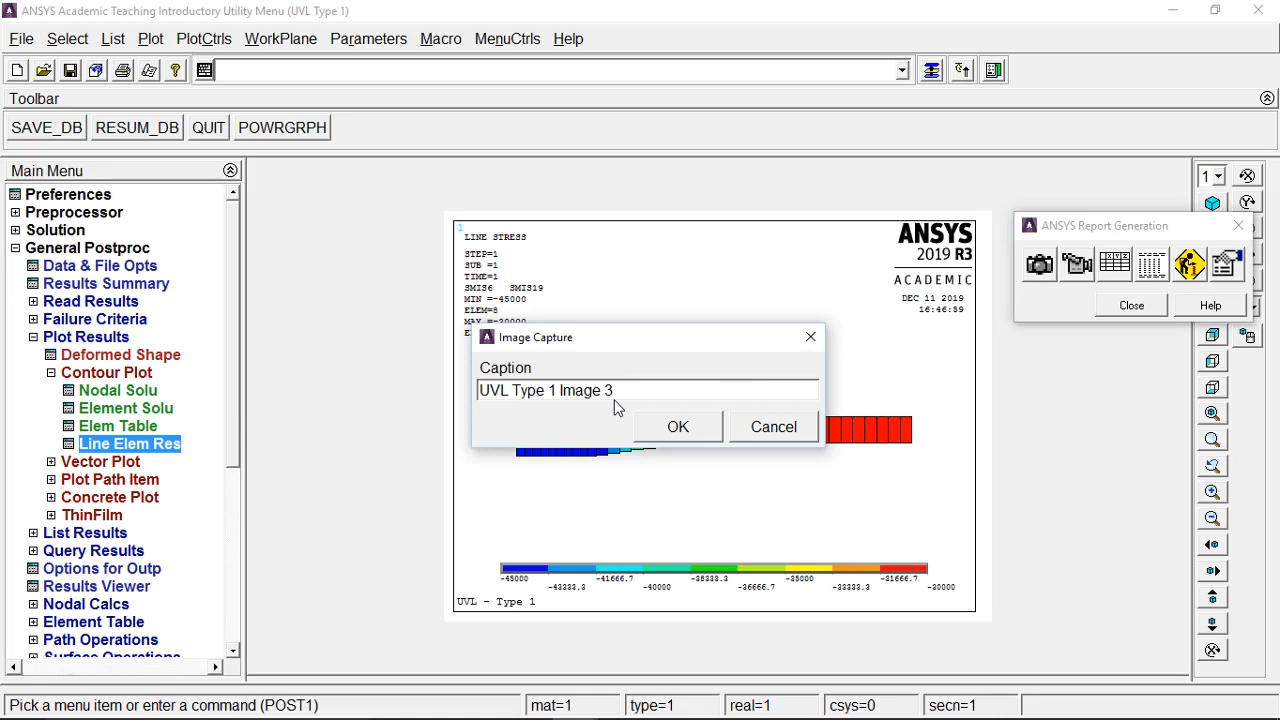 ANSYS Academic Teaching Introductory Utility Menu (UVL Type 1)
File Select List Plot PlotCtrls WorkPlane Parameters Macro MenuCtrls Help
Toolbar
SAVE_DB RESUM_DB QUIT POWRGRPH
Main Menu
Preferences
Preprocessor
Solution
General Postproc
Data & File Opts
Results Summary
Read Results
Failure Criteria
Plot Results
Deformed Shape
Contour Plot
Nodal Solu
Element Solu
Elem Table
Line Elem Res
Vector Plot
Plot Path Item
Concrete Plot
ThinFilm
List Results
Query Results
Options for Outp
Results Viewer
Nodal Calcs
Element Table
Path Operations
Surface Operations
1
LINE STRESS
STEP=1
SUB =1
TIME=1
SMIS6 SMIS19
MIN =-45000
ELEM=8
MAX =-30000
ANSYS
2019 R3
ACADEMIC
DEC 11 2019
16:46:59
Image Capture
Caption
UVL Type 1 Image 3
OK Cancel
-45000 -41666.7 -38333.3 -35000 -31666.7
-43333.3 -40000 -36666.7 -33333.3 -30000
UVL - Type 1
1
ANSYS Report Generation
Close Help
Pick a menu item or enter a command (POST1) mat=1 type=1 real=1 csys=0 secn=1